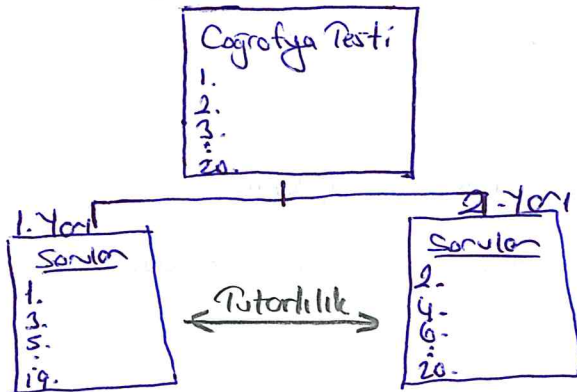 Coğrafya Testi
1.
2.
3.
:
20.
1. Yarı
Sorular
1.
3.
5.
:
19.
Tutarlılık
2. Yarı
Sorular
2.
4.
6.
:
20.